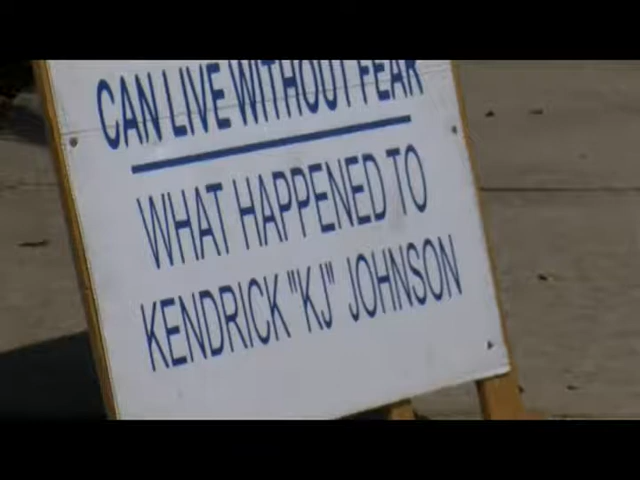 CAN LIVE WITHOUT FEAR
WHAT HAPPENED TO
KENDRICK "KJ" JOHNSON